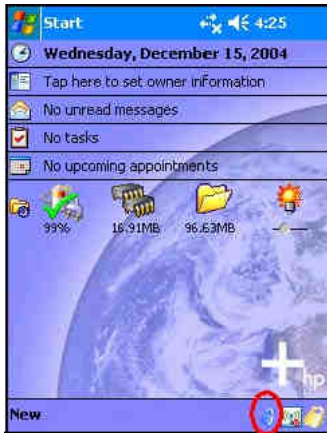 Start 4:25
Wednesday, December 15, 2004
Tap here to set owner information
No unread messages
No tasks
No upcoming appointments
99% 16.91MB 96.63MB
hp
New